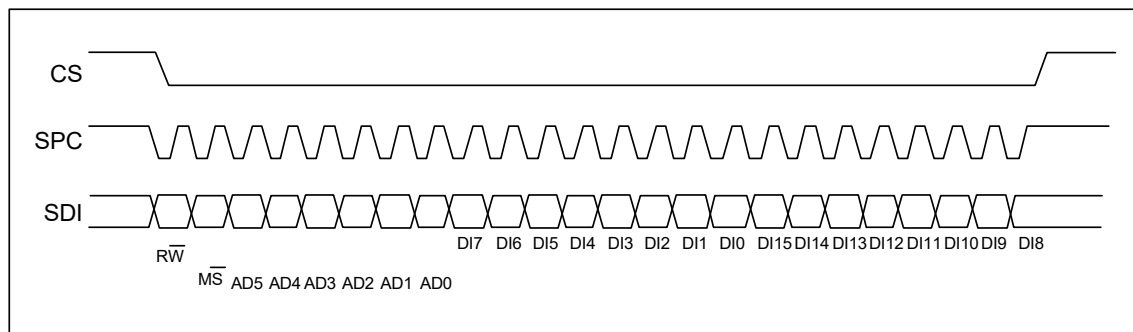 CS
SPC
SDI
DI7 DI6 DI5 DI4 DI3 DI2 DI1 DI0 DI15 DI14 DI13 DI12 DI11 DI10 DI9 DI8
RW̅
MS̅ AD5 AD4 AD3 AD2 AD1 AD0